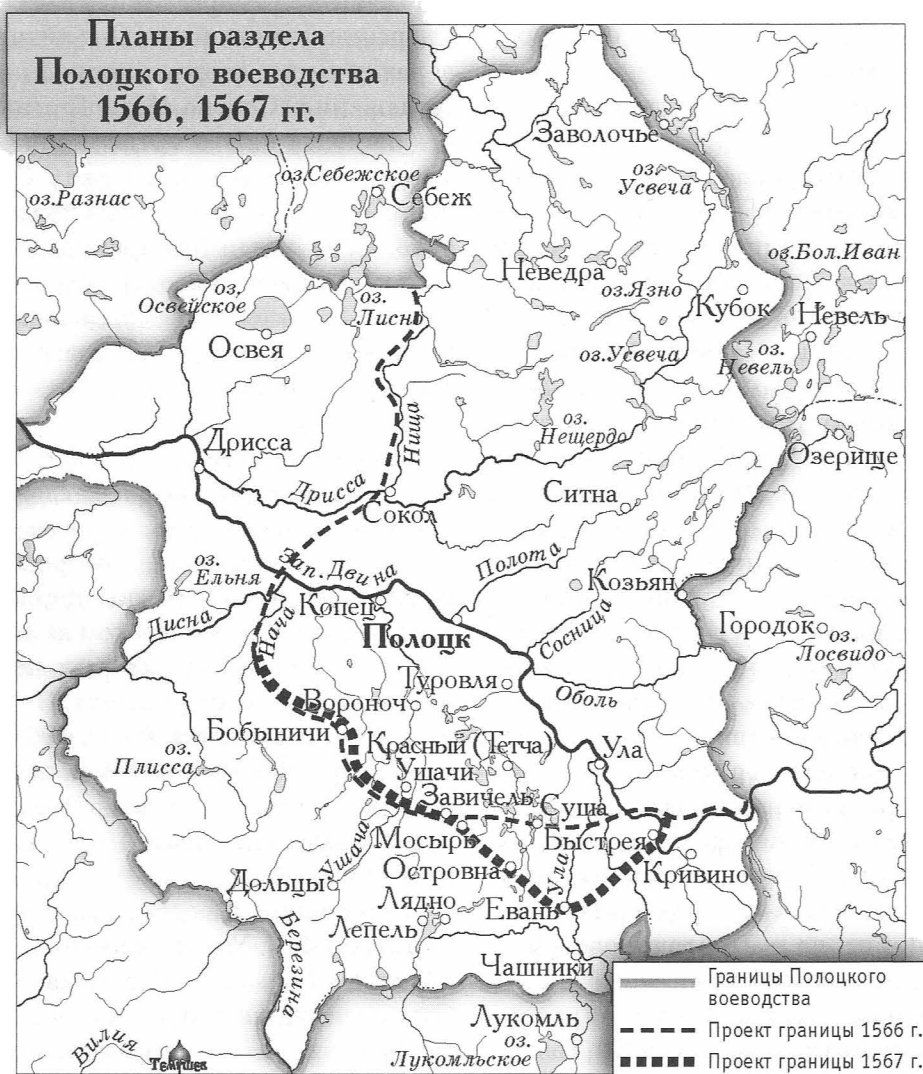 Планы раздела
Полоцкого воеводства
1566, 1567 гг.
Заволочье
оз.Себежское
оз.
Усвеча
оз.Разнас
Себеж
оз.Бол.Иван
Неведра
оз.
Освейское
оз.
Лисно
оз.Язно
Кубок
Невель
Освея
оз.Усвеча
оз.
Невель
Нища
оз.
Нещердо
Дрисса
Озерище
Дрисса
Сокол
Ситна
Зап. Двина
Полота
оз.
Ельня
Козьян
Копец
Дисна
Нача
Полоцк
Сосница
Городок
оз.
Лосвидо
Туровля
Оболь
Вороноч
Бобыничи
Красный (Тетча)
Ула
оз.
Плисса
Ушачи
Завичель
Суша
Мосырь
Быстрея
Ушача
Островна
Ула
Кривино
Дольцы
Лядно
Евань
Лепель
Березина
Чашники
Лукомль
оз.
Лукомльское
Вилия
Темушев
Границы Полоцкого
воеводства
Проект границы 1566 г.
Проект границы 1567 г.